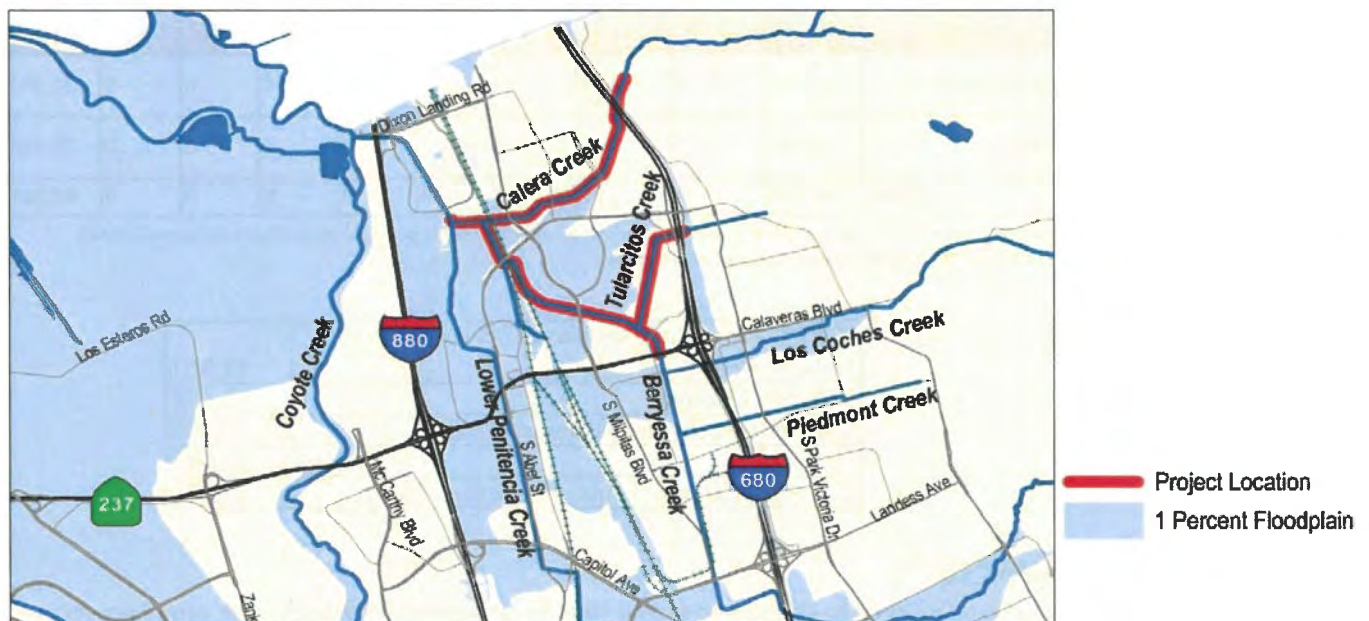 Dixon Landing Rd
Calera Creek
Tularcitos Creek
Los Esteros Rd
Coyote Creek
880
Calaveras Blvd
Los Coches Creek
Lower Penitencia Creek
S Milpitas Blvd
Berryessa Creek
Piedmont Creek
S Abel St
S Park Victoria Dr
237
McCarthy Blvd
680
Landess Ave
Capitol Ave
Project Location
1 Percent Floodplain